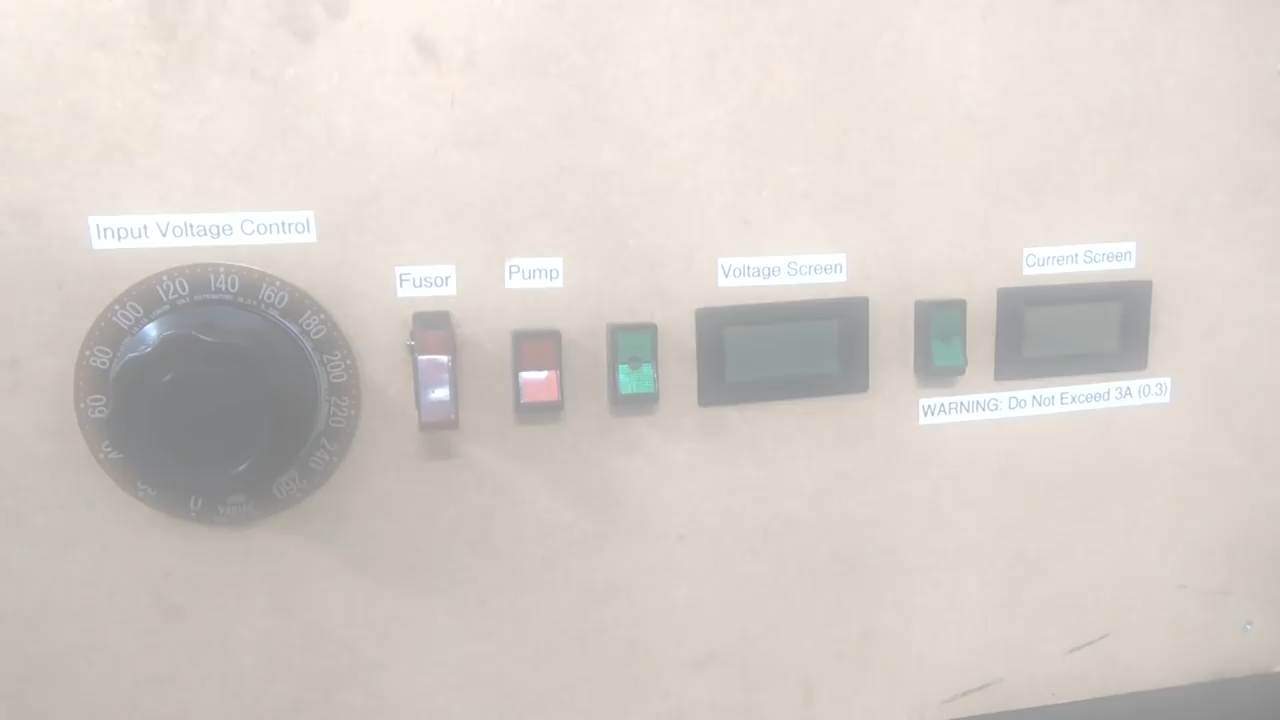 Input Voltage Control
Fusor
Pump
Voltage Screen
Current Screen
WARNING: Do Not Exceed 3A (0.3)
60
80
100
120
140
160
180
200
220
240
260
VARIAC